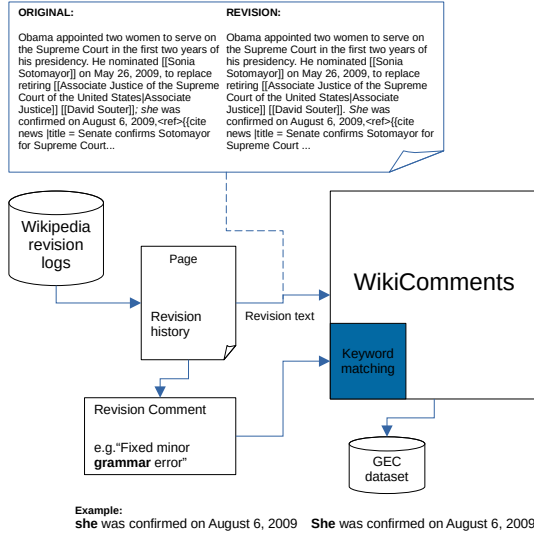 ORIGINAL:
Obama appointed two women to serve on
the Supreme Court in the first two years of
his presidency. He nominated [[Sonia
Sotomayor]] on May 26, 2009, to replace
retiring [[Associate Justice of the Supreme
Court of the United States|Associate
Justice]] [[David Souter]]; she was
confirmed on August 6, 2009,<ref>{{cite
news |title = Senate confirms Sotomayor
for Supreme Court...
REVISION:
Obama appointed two women to serve on
the Supreme Court in the first two years of
his presidency. He nominated [[Sonia
Sotomayor]] on May 26, 2009, to replace
retiring [[Associate Justice of the Supreme
Court of the United States|Associate
Justice]] [[David Souter]]. She was
confirmed on August 6, 2009,<ref>{{cite
news |title = Senate confirms Sotomayor for
Supreme Court ...
Wikipedia
revision
logs
Page
Revision
history
Revision text
WikiComments
Keyword
matching
Revision Comment
e.g.“Fixed minor
grammar error”
GEC
dataset
Example:
she was confirmed on August 6, 2009 She was confirmed on August 6, 2009